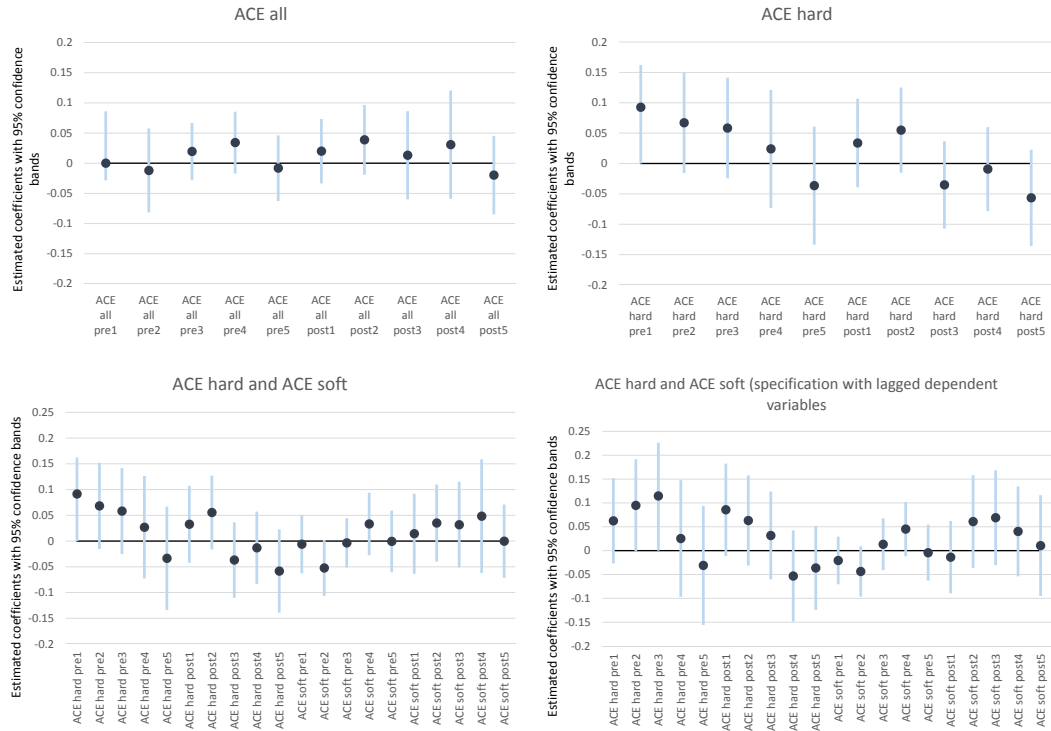 ACE all
Estimated coefficients with 95% confidence
bands
0.2
0.15
0.1
0.05
0
-0.05
-0.1
-0.15
-0.2
ACE all pre1
ACE all pre2
ACE all pre3
ACE all pre4
ACE all pre5
ACE all post1
ACE all post2
ACE all post3
ACE all post4
ACE all post5
ACE hard
Estimated coefficients with 95% confidence
bands
0.2
0.15
0.1
0.05
0
-0.05
-0.1
-0.15
-0.2
ACE hard pre1
ACE hard pre2
ACE hard pre3
ACE hard pre4
ACE hard pre5
ACE hard post1
ACE hard post2
ACE hard post3
ACE hard post4
ACE hard post5
ACE hard and ACE soft
Estimated coefficients with 95% confidence bands
0.25
0.2
0.15
0.1
0.05
0
-0.05
-0.1
-0.15
-0.2
ACE hard pre1
ACE hard pre2
ACE hard pre3
ACE hard pre4
ACE hard pre5
ACE hard post1
ACE hard post2
ACE hard post3
ACE hard post4
ACE hard post5
ACE soft pre1
ACE soft pre2
ACE soft pre3
ACE soft pre4
ACE soft pre5
ACE soft post1
ACE soft post2
ACE soft post3
ACE soft post4
ACE soft post5
ACE hard and ACE soft (specification with lagged dependent
variables
Estimated coefficients with 95% confidence bands
0.25
0.2
0.15
0.1
0.05
0
-0.05
-0.1
-0.15
-0.2
ACE hard pre1
ACE hard pre2
ACE hard pre3
ACE hard pre4
ACE hard pre5
ACE hard post1
ACE hard post2
ACE hard post3
ACE hard post4
ACE hard post5
ACE soft pre1
ACE soft pre2
ACE soft pre3
ACE soft pre4
ACE soft pre5
ACE soft post1
ACE soft post2
ACE soft post3
ACE soft post4
ACE soft post5